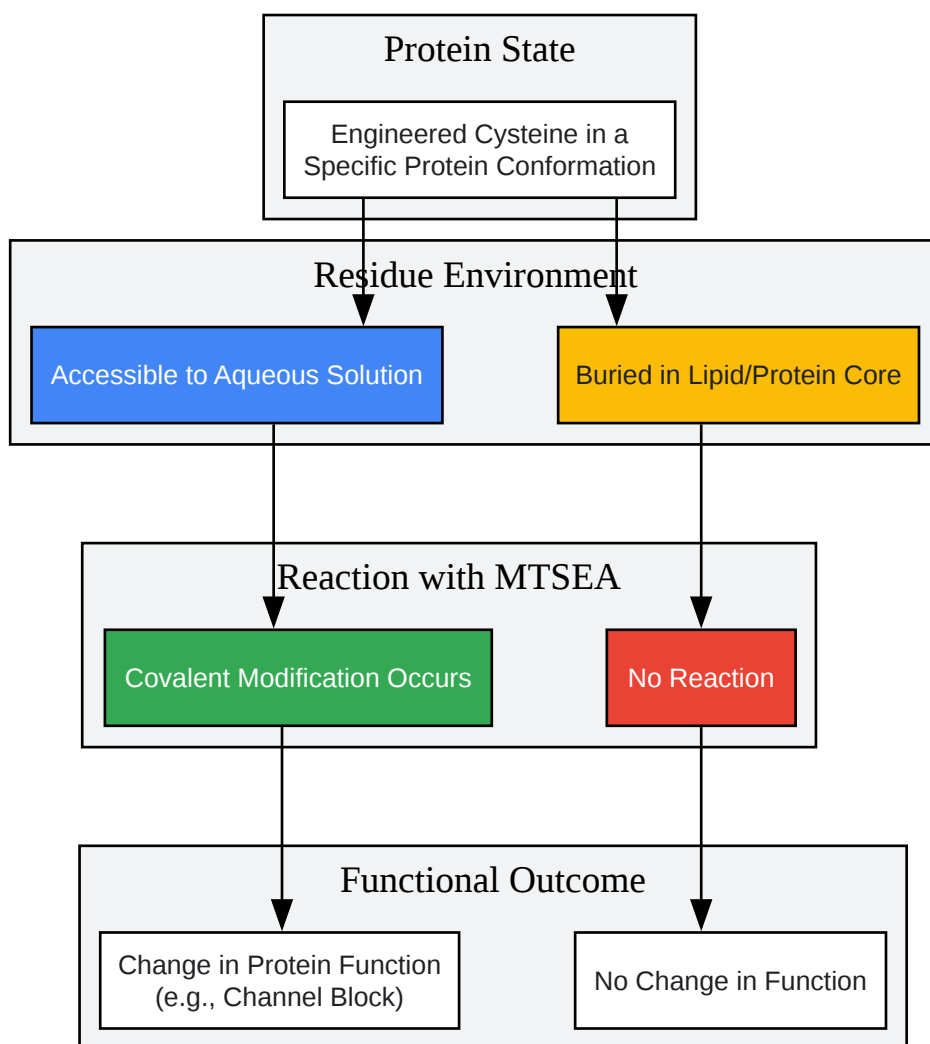 Protein State
Engineered Cysteine in a
Specific Protein Conformation
Residue Environment
Accessible to Aqueous Solution
Buried in Lipid/Protein Core
Reaction with MTSEA
Covalent Modification Occurs
No Reaction
Functional Outcome
Change in Protein Function
(e.g., Channel Block)
No Change in Function